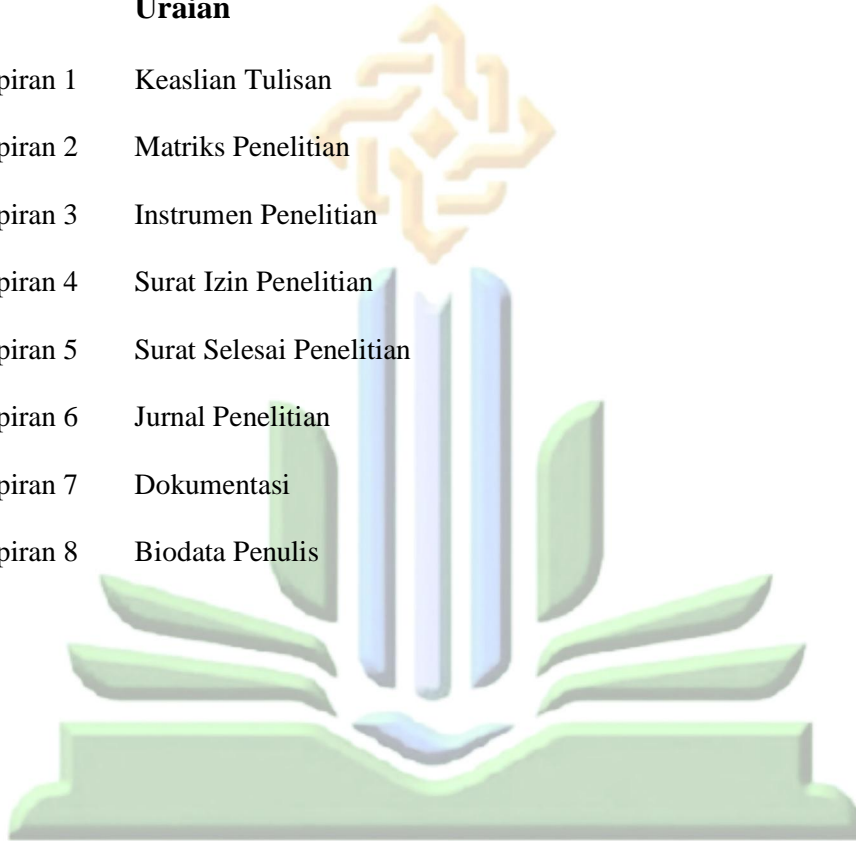 Uraian
piran 1 Keaslian Tulisan
piran 2 Matriks Penelitian
piran 3 Instrumen Penelitian
piran 4 Surat Izin Penelitian
piran 5 Surat Selesai Penelitian
piran 6 Jurnal Penelitian
piran 7 Dokumentasi
piran 8 Biodata Penulis